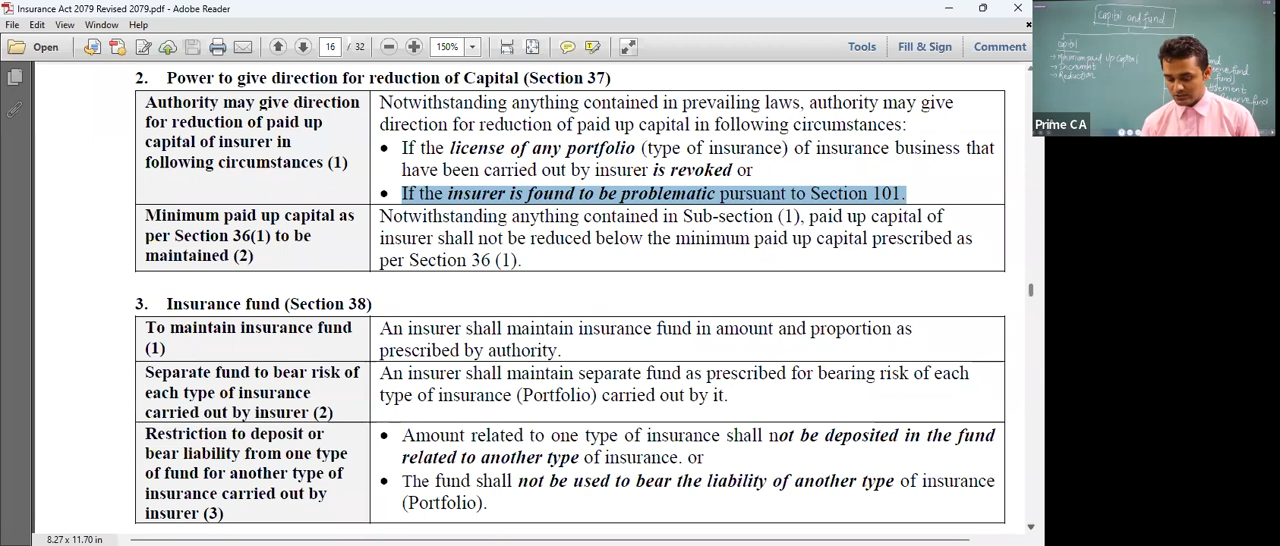 Insurance Act 2079 Revised 2079.pdf - Adobe Reader
File Edit View Window Help
Open 16 / 32 150% Tools Fill & Sign Comment
2. Power to give direction for reduction of Capital (Section 37)
Authority may give direction
for reduction of paid up
capital of insurer in
following circumstances (1)
Notwithstanding anything contained in prevailing laws, authority may give
direction for reduction of paid up capital in following circumstances:
• If the license of any portfolio (type of insurance) of insurance business that
have been carried out by insurer is revoked or
• If the insurer is found to be problematic pursuant to Section 101.
Minimum paid up capital as
per Section 36(1) to be
maintained (2)
Notwithstanding anything contained in Sub-section (1), paid up capital of
insurer shall not be reduced below the minimum paid up capital prescribed as
per Section 36 (1).
3. Insurance fund (Section 38)
To maintain insurance fund
(1)
An insurer shall maintain insurance fund in amount and proportion as
prescribed by authority.
Separate fund to bear risk of
each type of insurance
carried out by insurer (2)
An insurer shall maintain separate fund as prescribed for bearing risk of each
type of insurance (Portfolio) carried out by it.
Restriction to deposit or
bear liability from one type
of fund for another type of
insurance carried out by
insurer (3)
• Amount related to one type of insurance shall not be deposited in the fund
related to another type of insurance. or
• The fund shall not be used to bear the liability of another type of insurance
(Portfolio).
8.27 x 11.70 in
Capital and fund
Capital
→ Minimum paid up Capital
→ Increment
→ Reduction
fund
Prime CA